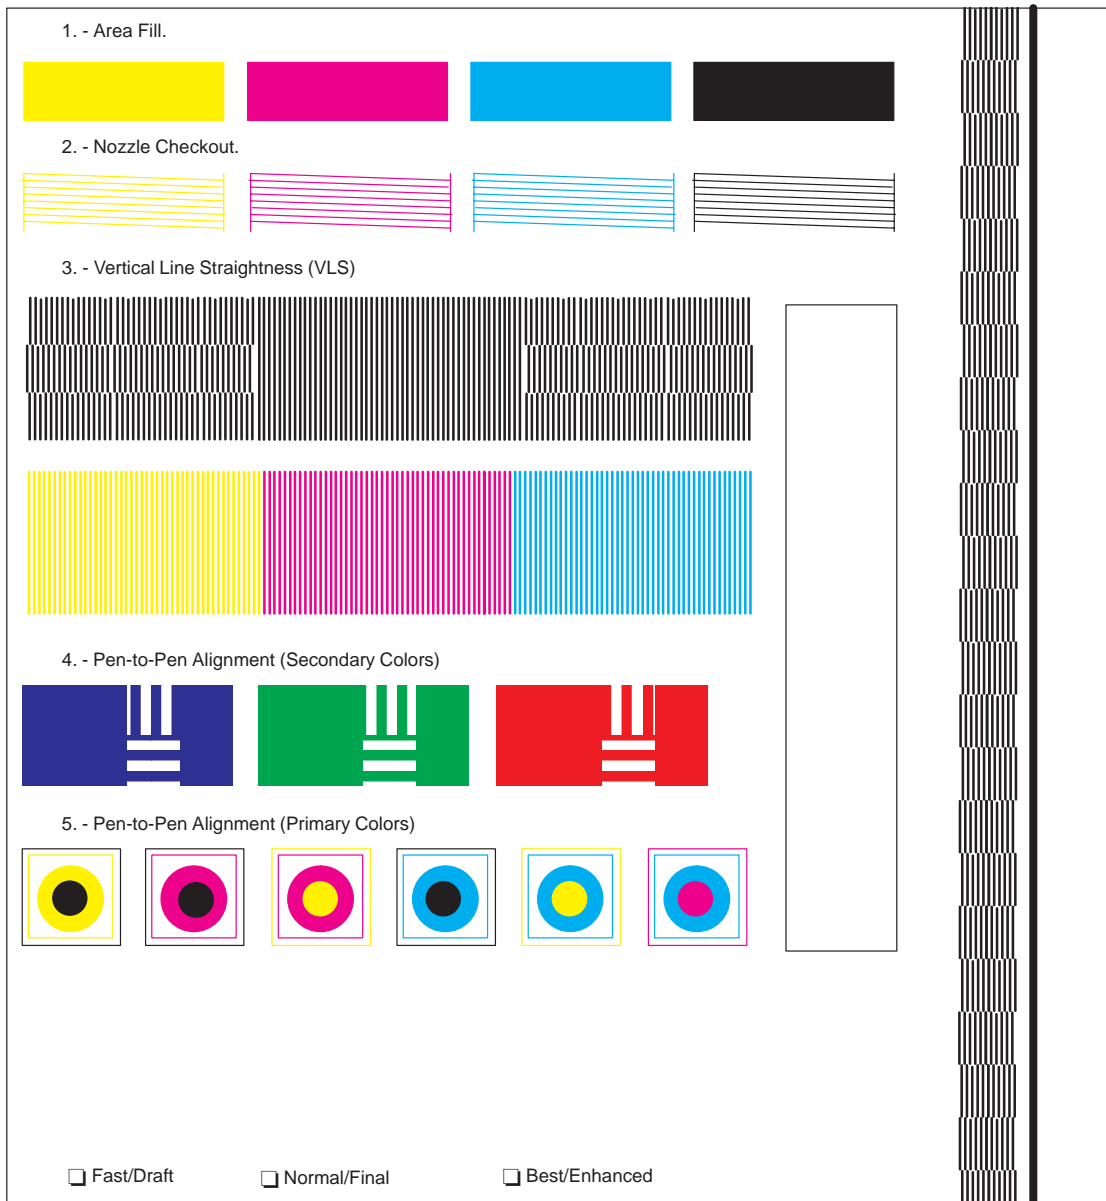 1. - Area Fill.
2. - Nozzle Checkout.
3. - Vertical Line Straightness (VLS)
4. - Pen-to-Pen Alignment (Secondary Colors)
5. - Pen-to-Pen Alignment (Primary Colors)
Fast/Draft
Normal/Final
Best/Enhanced